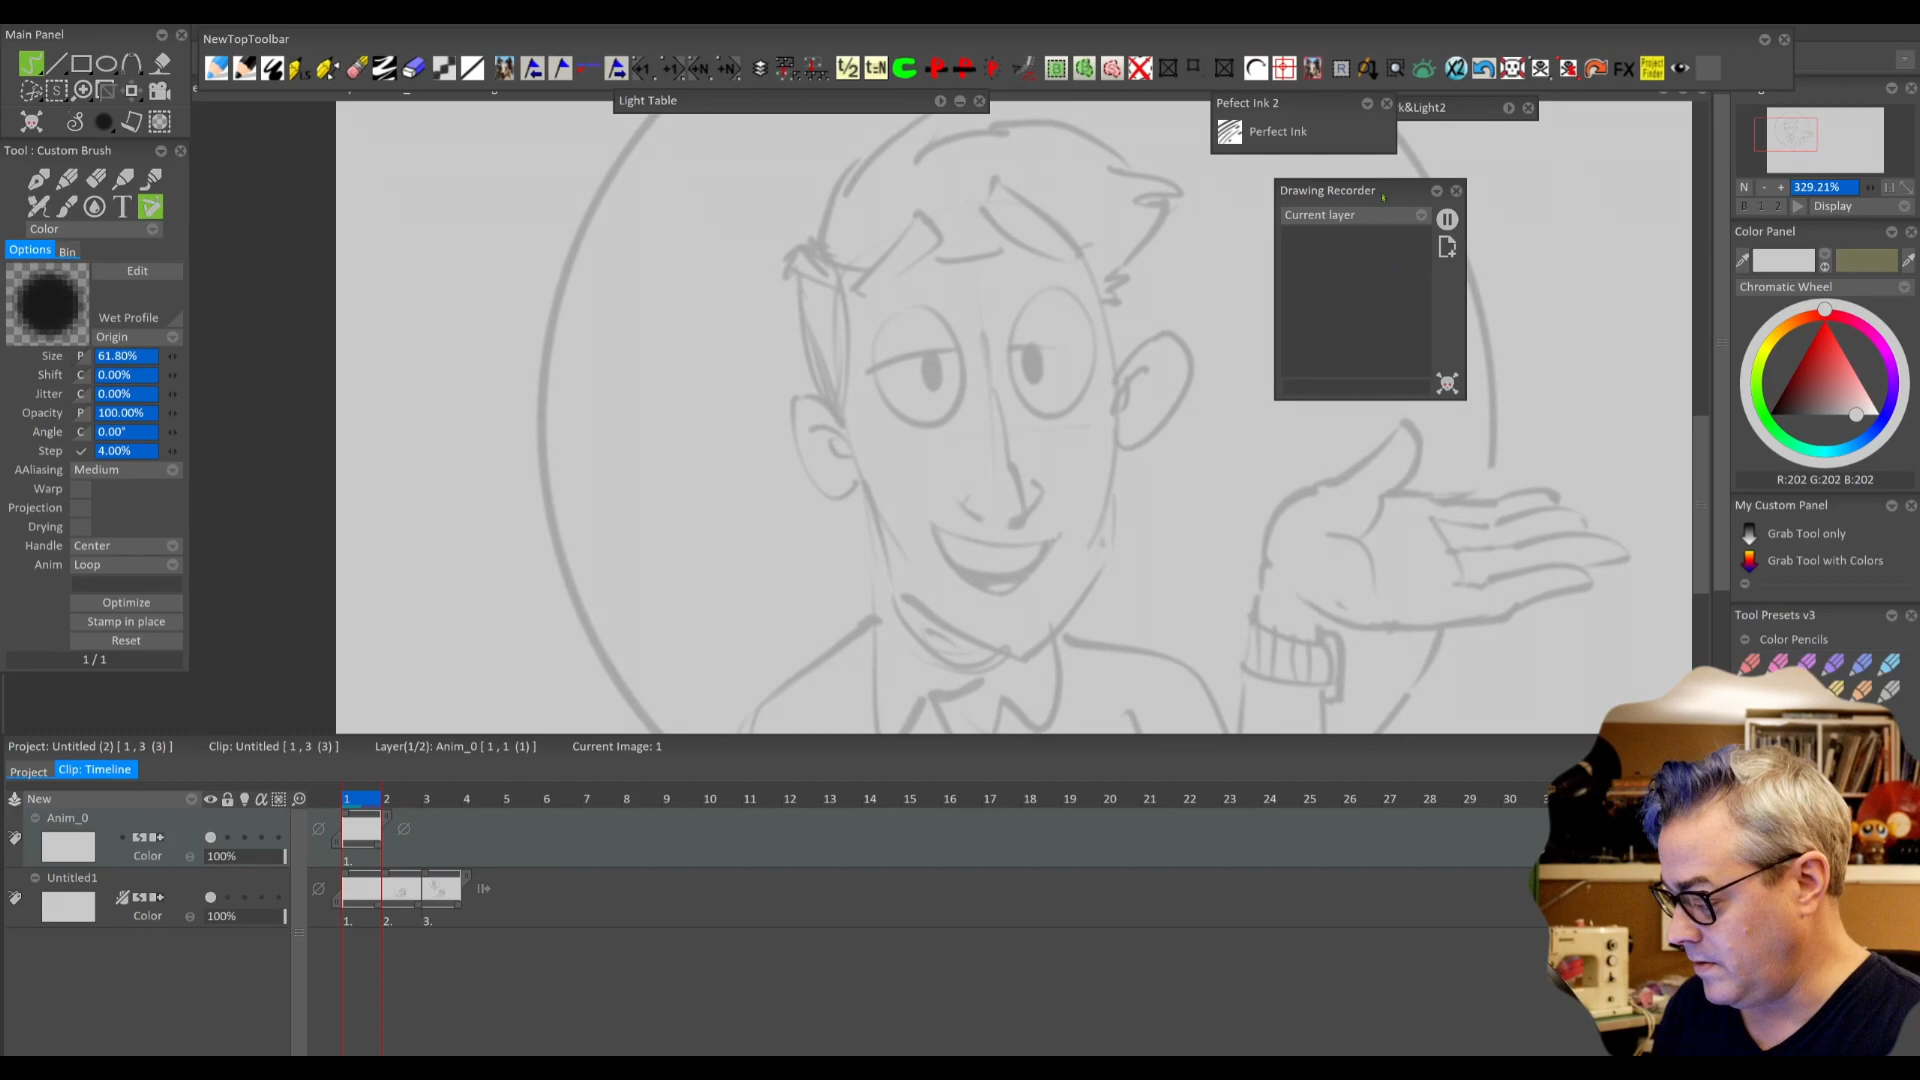 Main Panel
NewTopToolbar
1/2
t=N
FX
Project Finder
Light Table
Pefect Ink 2
k&Light2
Perfect Ink
Tool : Custom Brush
Color
Options
Bin
Edit
Wet Profile
Origin
Size P 61.80%
Shift C 0.00%
Jitter C 0.00%
Opacity P 100.00%
Angle C 0.00°
Step 4.00%
AAliasing Medium
Warp
Projection
Drying
Handle Center
Anim Loop
Optimize
Stamp in place
Reset
1 / 1
Drawing Recorder
Current layer
N - + 329.21%
B 1 2 Display
Color Panel
Chromatic Wheel
R:202 G:202 B:202
My Custom Panel
Grab Tool only
Grab Tool with Colors
Tool Presets v3
Color Pencils
Project: Untitled (2) [ 1 , 3 (3) ] Clip: Untitled [ 1 , 3 (3) ] Layer(1/2): Anim_0 [ 1 , 1 (1) ] Current Image: 1
Project Clip: Timeline
New 1 2 3 4 5 6 7 8 9 10 11 12 13 14 15 16 17 18 19 20 21 22 23 24 25 26 27 28 29 30
Anim_0
Color 100%
1.
Untitled1
Color 100%
1. 2. 3.